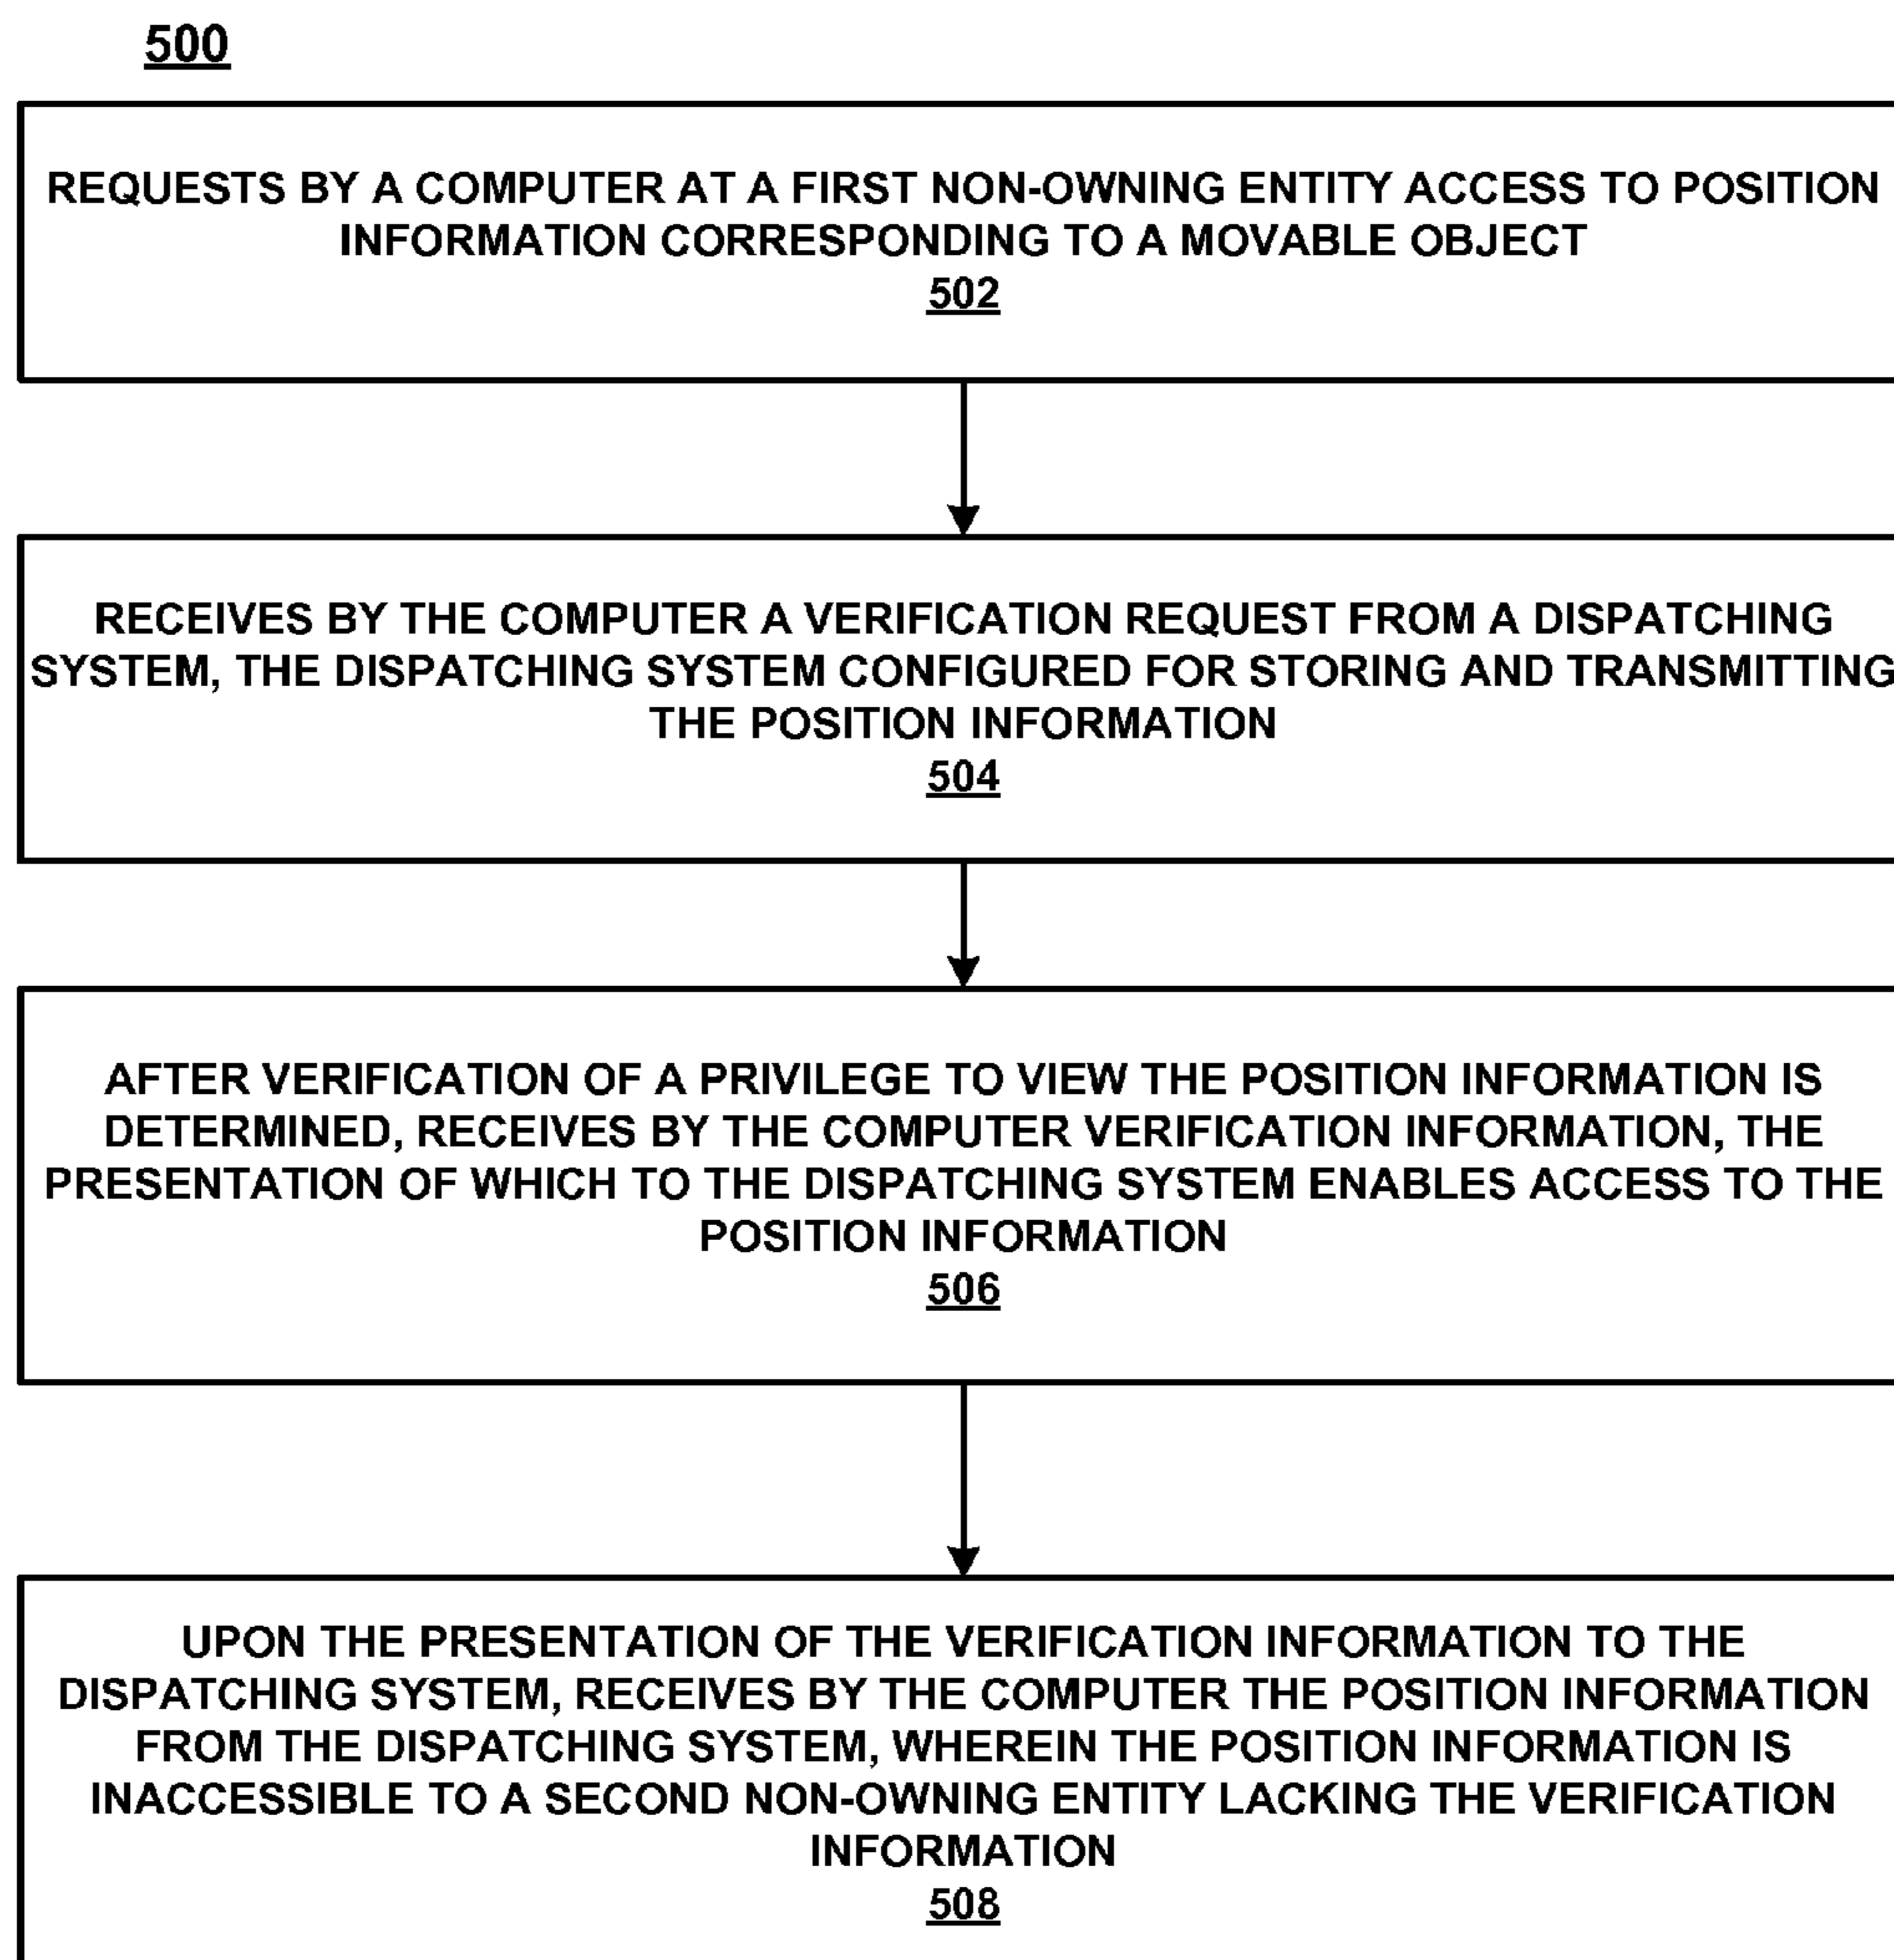 500
REQUESTS BY A COMPUTER AT A FIRST NON-OWNING ENTITY ACCESS TO POSITION
INFORMATION CORRESPONDING TO A MOVABLE OBJECT
502
RECEIVES BY THE COMPUTER A VERIFICATION REQUEST FROM A DISPATCHING
SYSTEM, THE DISPATCHING SYSTEM CONFIGURED FOR STORING AND TRANSMITTING
THE POSITION INFORMATION
504
AFTER VERIFICATION OF A PRIVILEGE TO VIEW THE POSITION INFORMATION IS
DETERMINED, RECEIVES BY THE COMPUTER VERIFICATION INFORMATION, THE
PRESENTATION OF WHICH TO THE DISPATCHING SYSTEM ENABLES ACCESS TO THE
POSITION INFORMATION
506
UPON THE PRESENTATION OF THE VERIFICATION INFORMATION TO THE
DISPATCHING SYSTEM, RECEIVES BY THE COMPUTER THE POSITION INFORMATION
FROM THE DISPATCHING SYSTEM, WHEREIN THE POSITION INFORMATION IS
INACCESSIBLE TO A SECOND NON-OWNING ENTITY LACKING THE VERIFICATION
INFORMATION
508